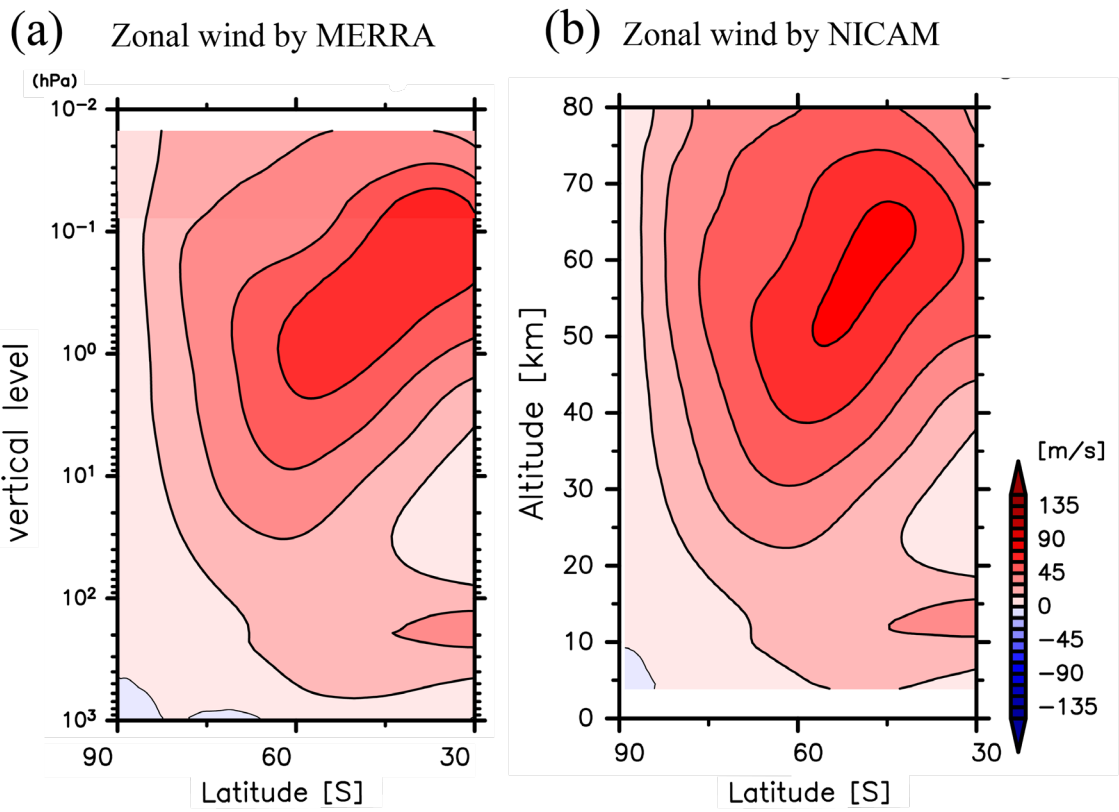 (a) Zonal wind by MERRA
(hPa)
10⁻²
10⁻¹
10⁰
10¹
10²
10³
vertical level
90 60 30
Latitude [S]
(b) Zonal wind by NICAM
80
70
60
50
40
30
20
10
0
Altitude [km]
90 60 30
Latitude [S]
[m/s]
135
90
45
0
−45
−90
−135